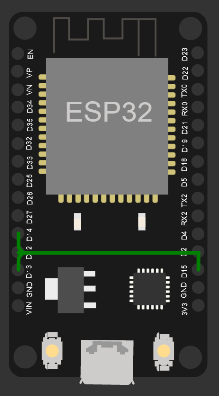 EN
VP
VN
D34
D35
D32
D33
D25
D26
D27
D14
D12
D13
GND
VIN
ESP32
D23
D22
TX0
RX0
D21
D19
D18
D5
TX2
RX2
D4
D2
D15
GND
3V3